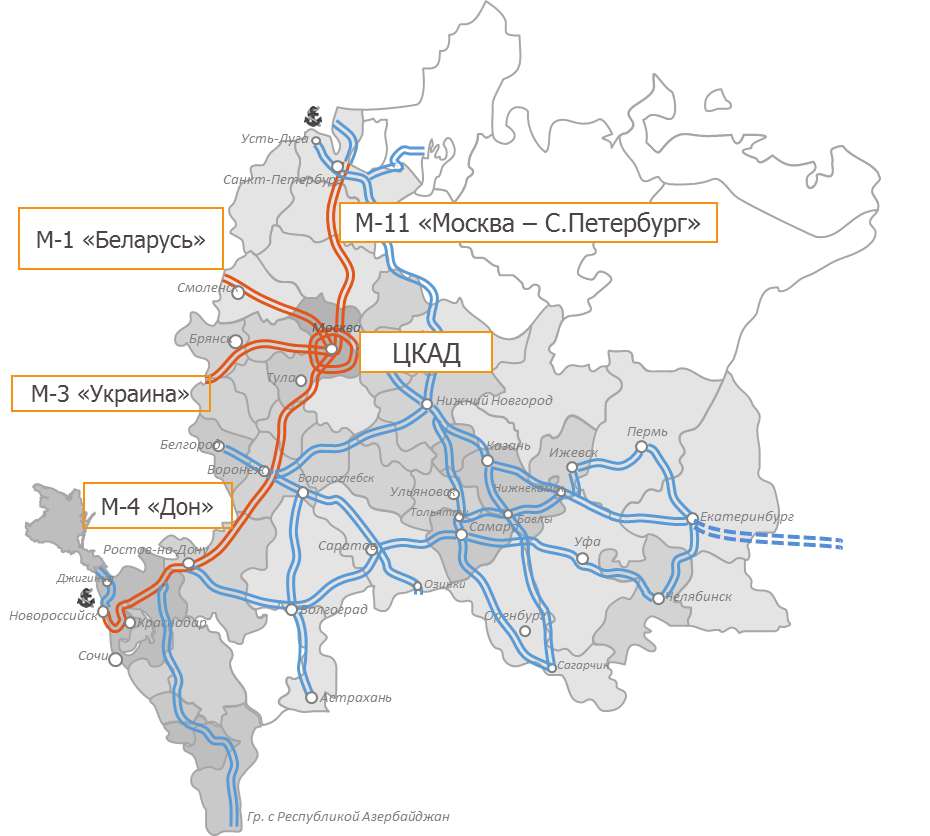 Усть-Луга
Санкт-Петербург
М-11 «Москва – С.Петербург»
М-1 «Беларусь»
Смоленск
Москва
Брянск
ЦКАД
Тула
М-3 «Украина»
Нижний Новгород
Пермь
Белгород
Казань
Ижевск
Воронеж
Борисоглебск
Ульяновск
Нижнекамск
М-4 «Дон»
Тольятти
Бавлы
Екатеринбург
Самара
Ростов-на-Дону
Саратов
Уфа
Джигинка
Озинки
Челябинск
Новороссийск
Краснодар
Волгоград
Оренбург
Сочи
Сагарчин
Астрахань
Гр. с Республикой Азербайджан